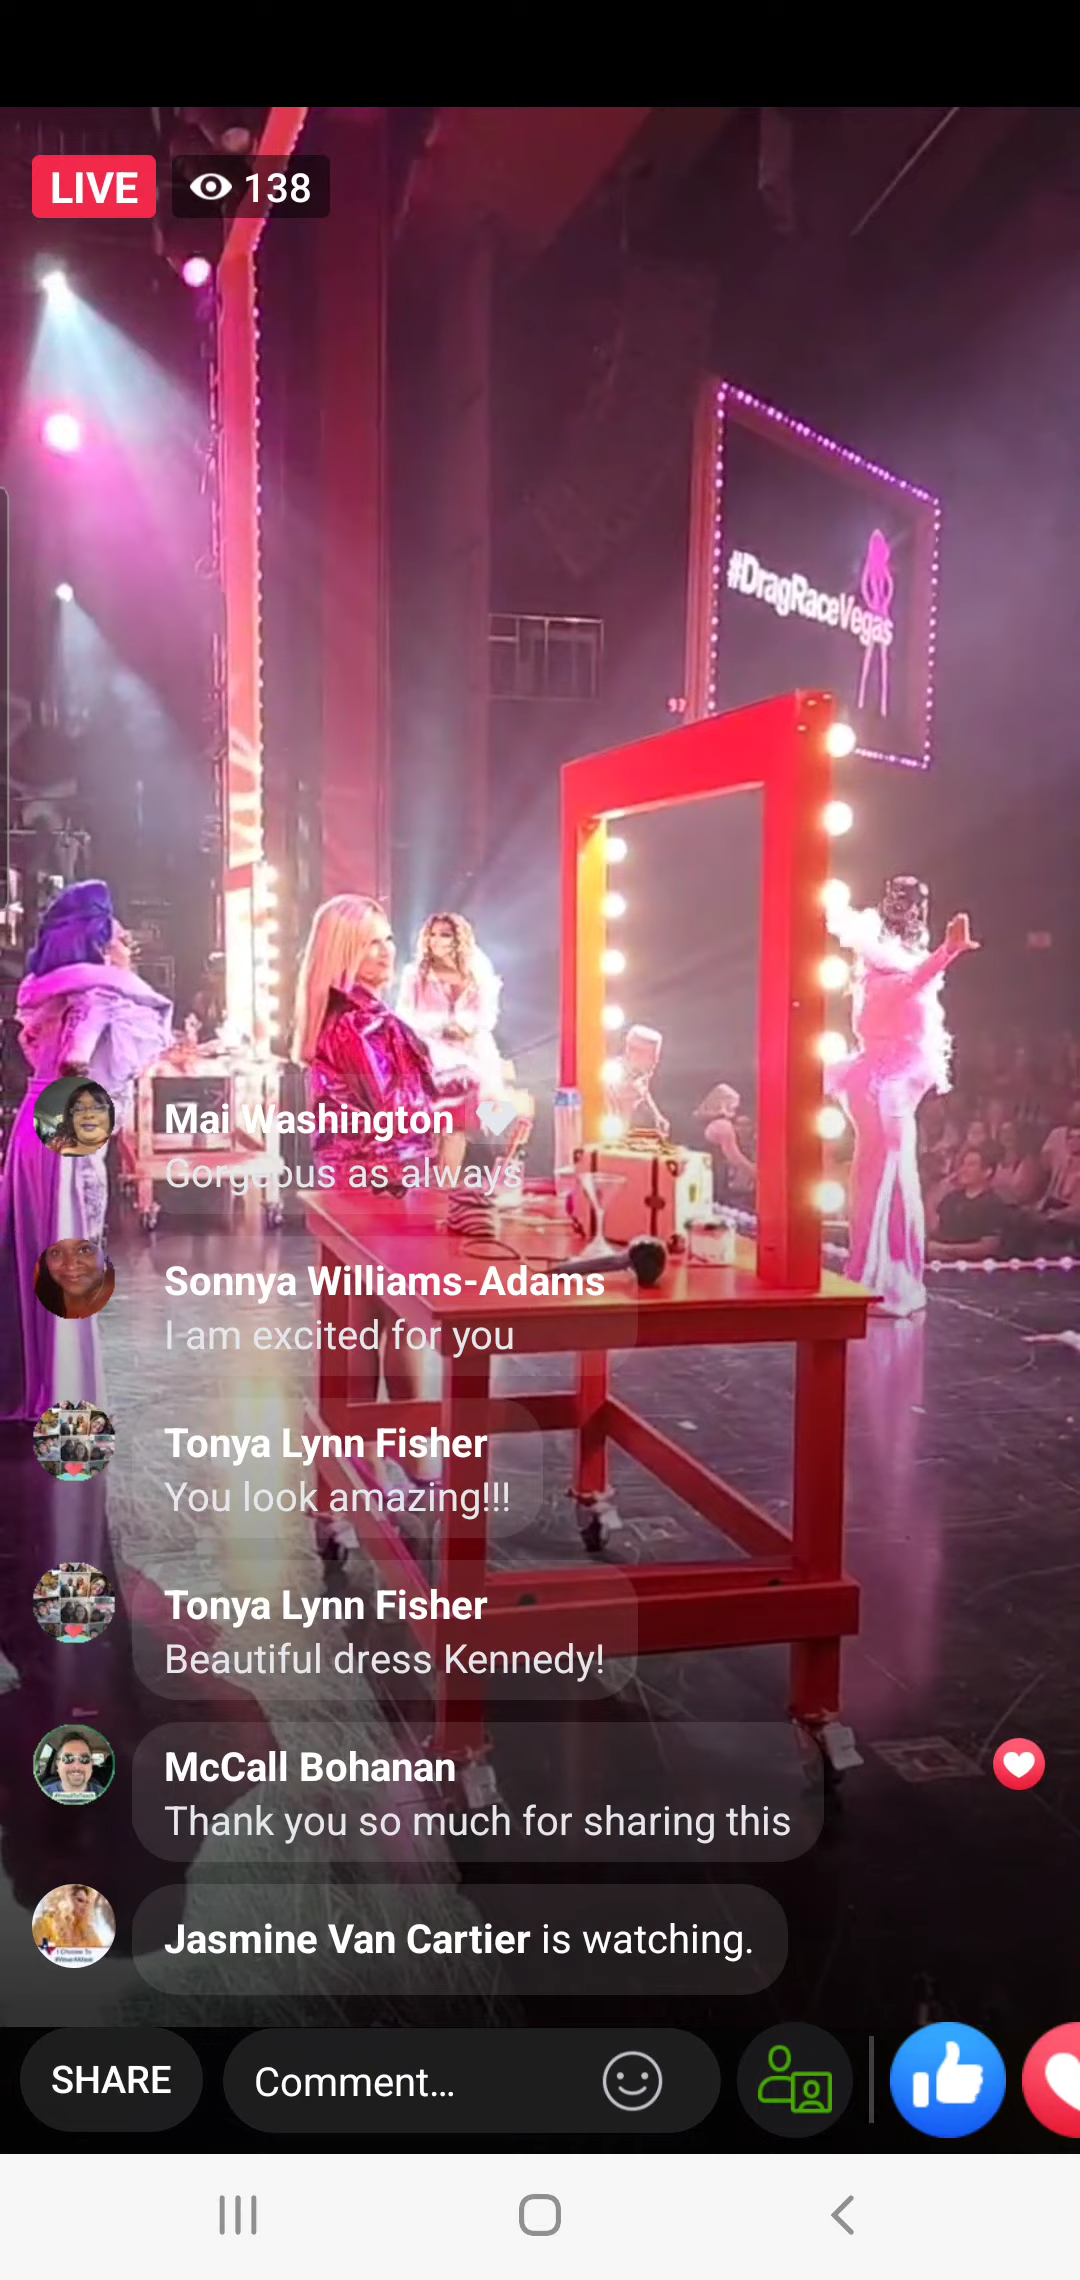 LIVE 138
#DragRaceVegas
Mai Washington
Gorgeous as always
Sonnya Williams-Adams
I am excited for you
Tonya Lynn Fisher
You look amazing!!!
Tonya Lynn Fisher
Beautiful dress Kennedy!
McCall Bohanan
Thank you so much for sharing this
Jasmine Van Cartier is watching.
SHARE
Comment...